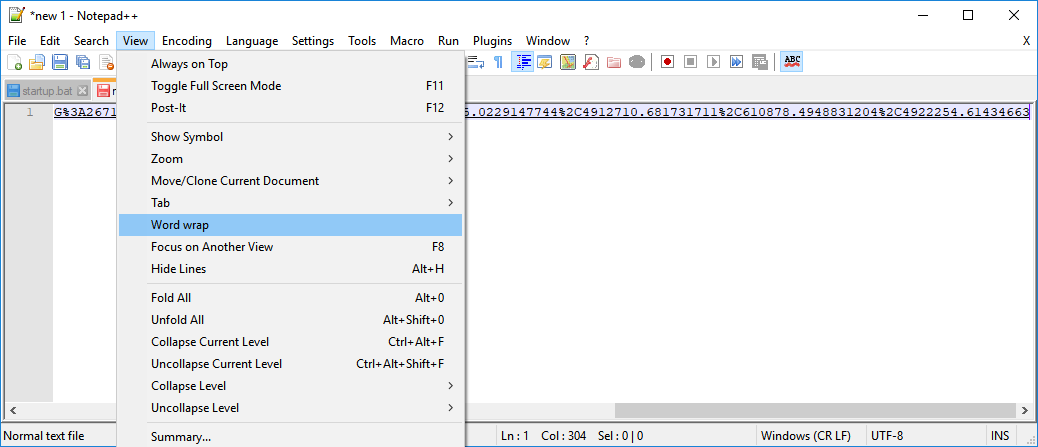 *new 1 - Notepad++
File Edit Search View Encoding Language Settings Tools Macro Run Plugins Window ? X
ABC
startup.bat
1 G%3A2671 .0229147744%2C4912710.681731711%2C610878.4948831204%2C4922254.61434663
Always on Top
Toggle Full Screen Mode F11
Post-It F12
Show Symbol
Zoom
Move/Clone Current Document
Tab
Word wrap
Focus on Another View F8
Hide Lines Alt+H
Fold All Alt+0
Unfold All Alt+Shift+0
Collapse Current Level Ctrl+Alt+F
Uncollapse Current Level Ctrl+Alt+Shift+F
Collapse Level
Uncollapse Level
Summary...
Normal text file Ln : 1 Col : 304 Sel : 0 | 0 Windows (CR LF) UTF-8 INS